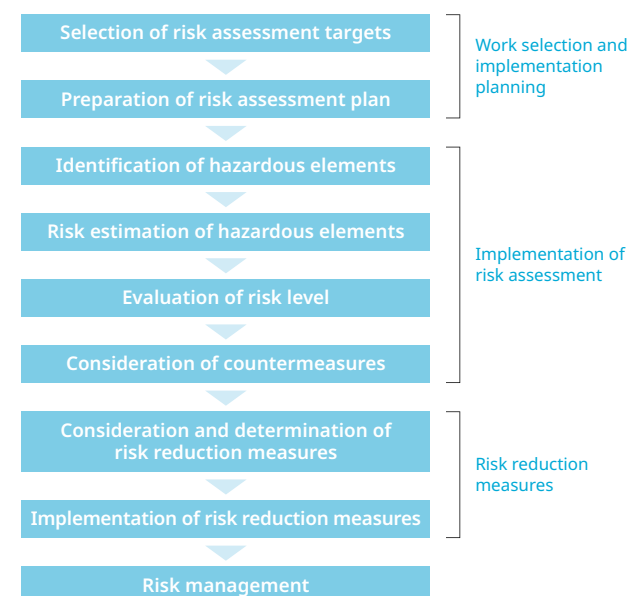 Selection of risk assessment targets
Preparation of risk assessment plan
Work selection and
implementation
planning
Identification of hazardous elements
Risk estimation of hazardous elements
Evaluation of risk level
Consideration of countermeasures
Implementation of
risk assessment
Consideration and determination of
risk reduction measures
Implementation of risk reduction measures
Risk reduction
measures
Risk management